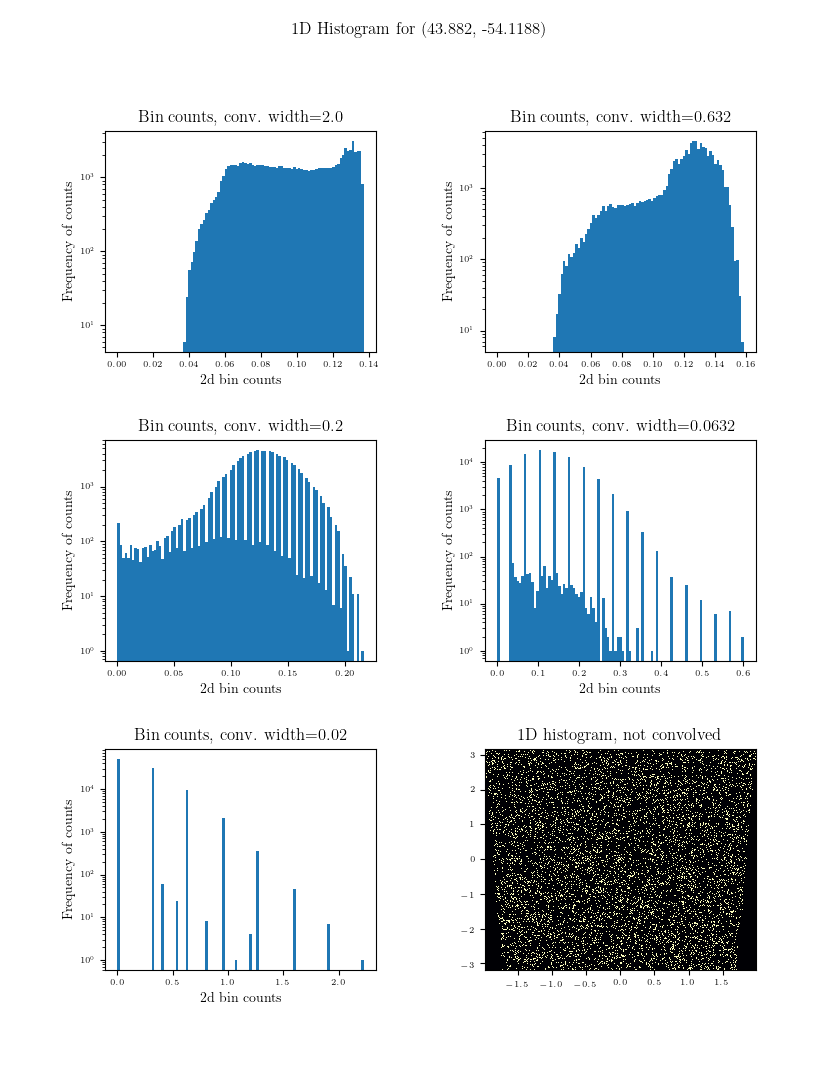 1D Histogram for (43.882, -54.1188)
Bin counts, conv. width=2.0
Frequency of counts
10³
10²
10¹
0.00 0.02 0.04 0.06 0.08 0.10 0.12 0.14
2d bin counts
Bin counts, conv. width=0.632
Frequency of counts
10³
10²
10¹
0.00 0.02 0.04 0.06 0.08 0.10 0.12 0.14 0.16
2d bin counts
Bin counts, conv. width=0.2
Frequency of counts
10³
10²
10¹
10⁰
0.00 0.05 0.10 0.15 0.20
2d bin counts
Bin counts, conv. width=0.0632
Frequency of counts
10⁴
10³
10²
10¹
10⁰
0.0 0.1 0.2 0.3 0.4 0.5 0.6
2d bin counts
Bin counts, conv. width=0.02
Frequency of counts
10⁴
10³
10²
10¹
10⁰
0.0 0.5 1.0 1.5 2.0
2d bin counts
1D histogram, not convolved
3
2
1
0
−1
−2
−3
−1.5 −1.0 −0.5 0.0 0.5 1.0 1.5